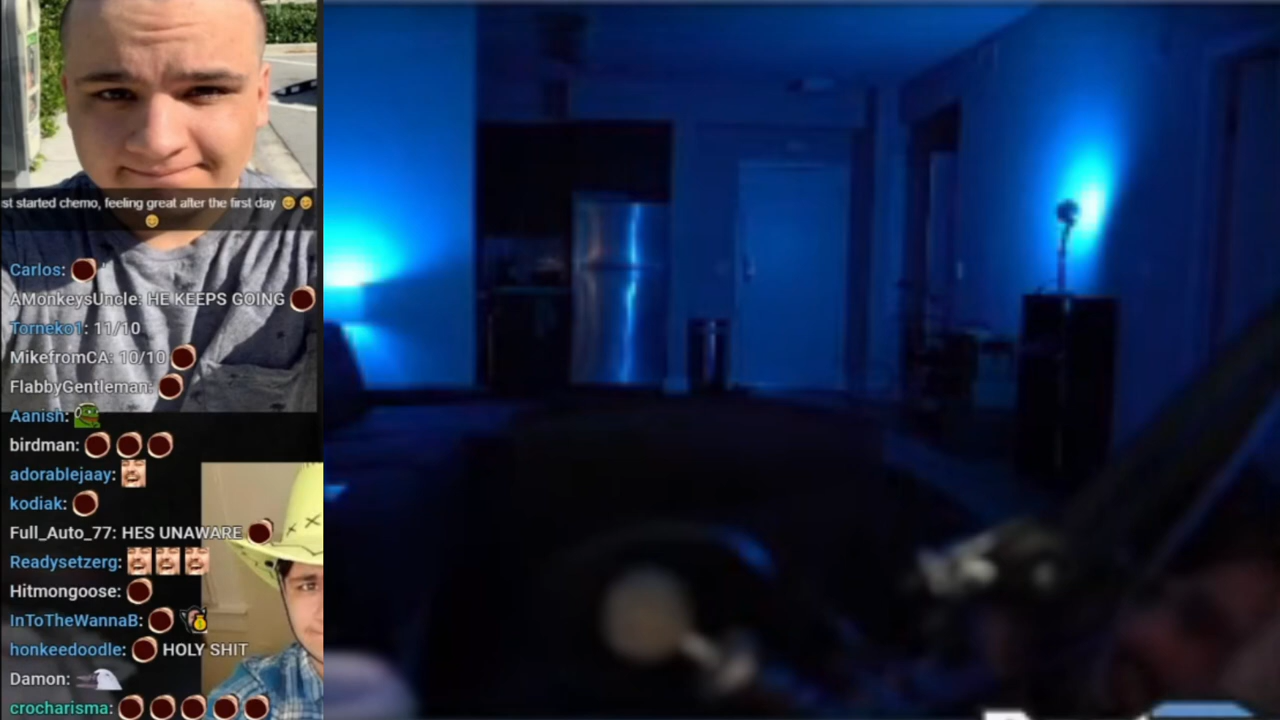 st started chemo, feeling great after the first day 😊😊
😊
Carlos:
AMonkeysUncle: HE KEEPS GOING
Torneko1: 11/10
MikefromCA: 10/10
FlabbyGentleman:
Aanish:
birdman:
adorablejaay:
kodiak:
Full_Auto_77: HES UNAWARE
Readysetzerg:
Hitmongoose:
InToTheWannaB:
honkeedoodle: HOLY SHIT
Damon:
crocharisma: